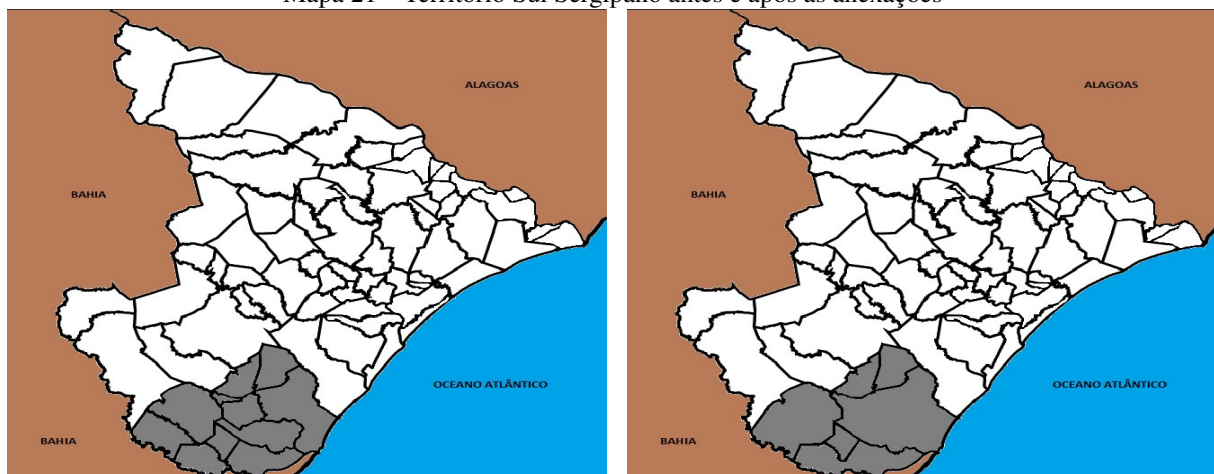 Mapa 21 – Território Sul Sergipano antes e após as anexações
ALAGOAS
BAHIA
OCEANO ATLÂNTICO
BAHIA
ALAGOAS
BAHIA
OCEANO ATLÂNTICO
BAHIA